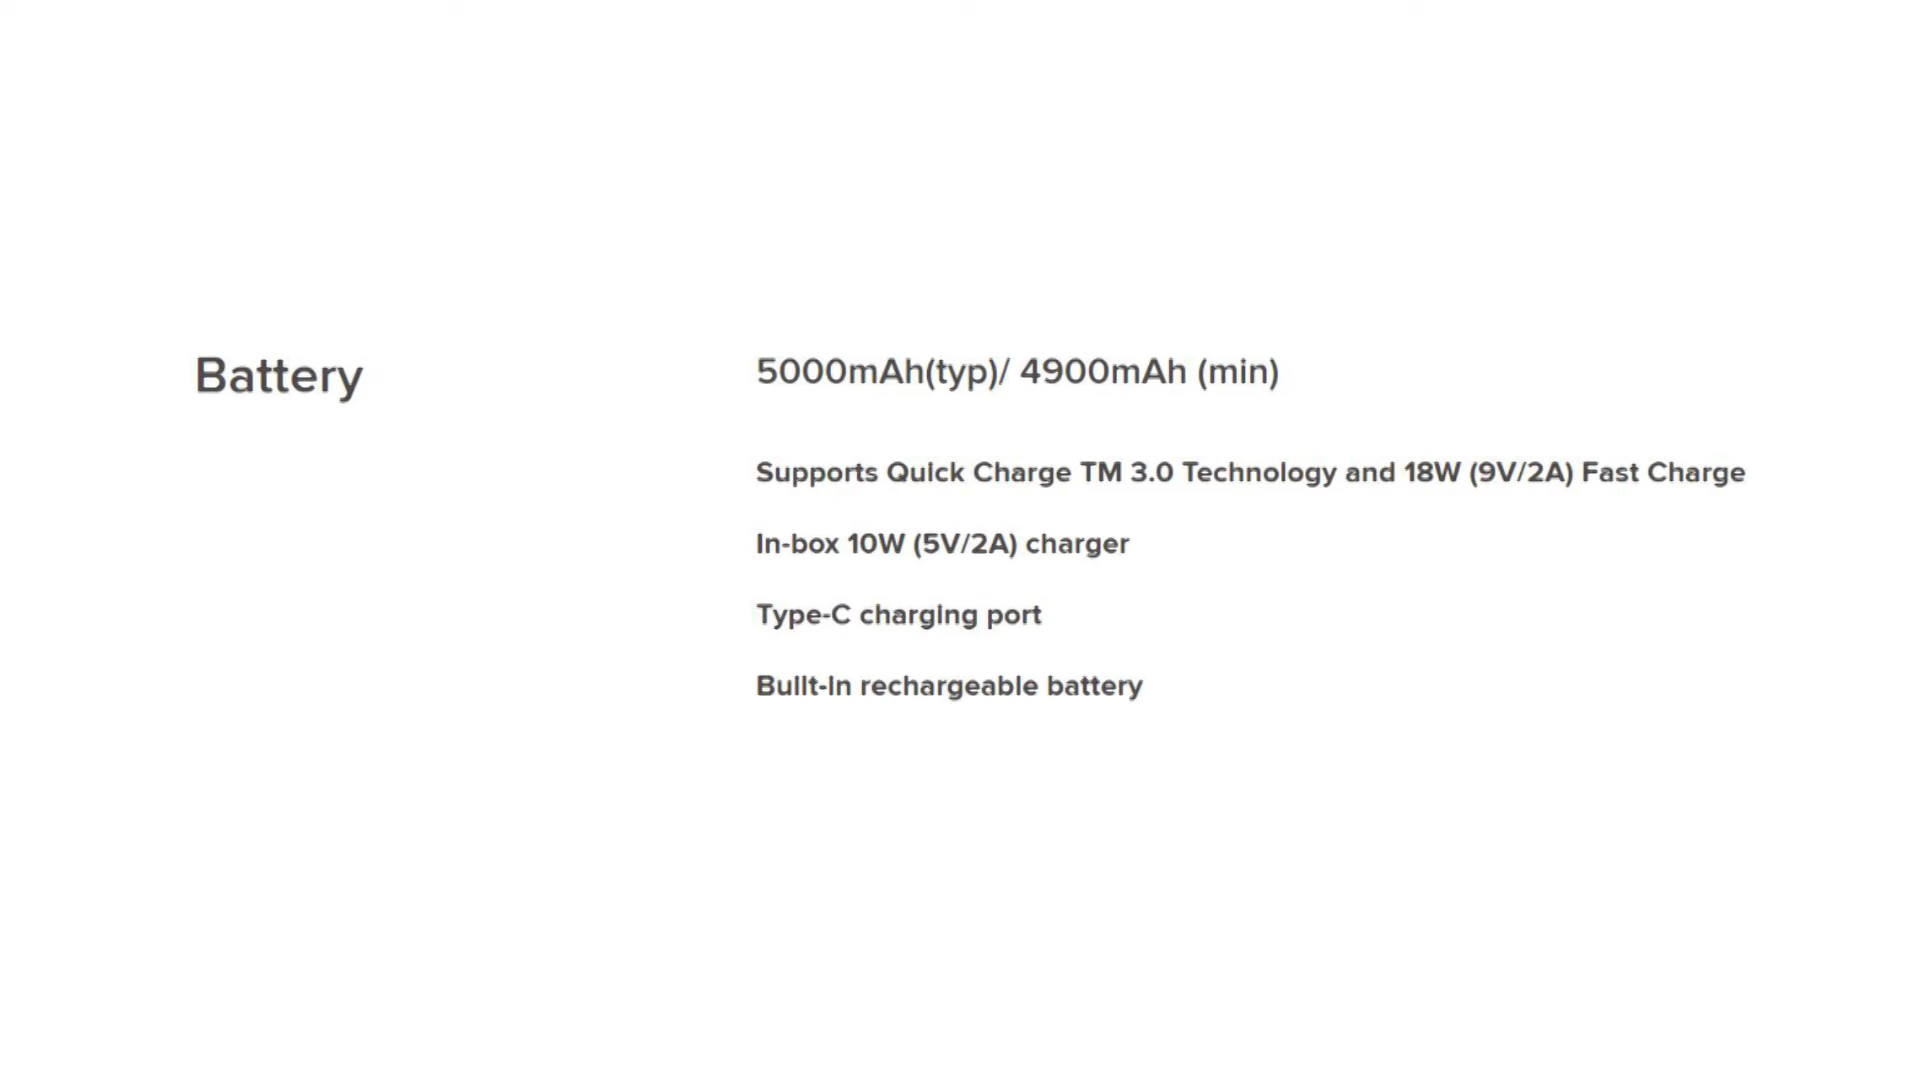 Battery
5000mAh(typ)/ 4900mAh (min)
Supports Quick Charge TM 3.0 Technology and 18W (9V/2A) Fast Charge
In-box 10W (5V/2A) charger
Type-C charging port
Built-in rechargeable battery